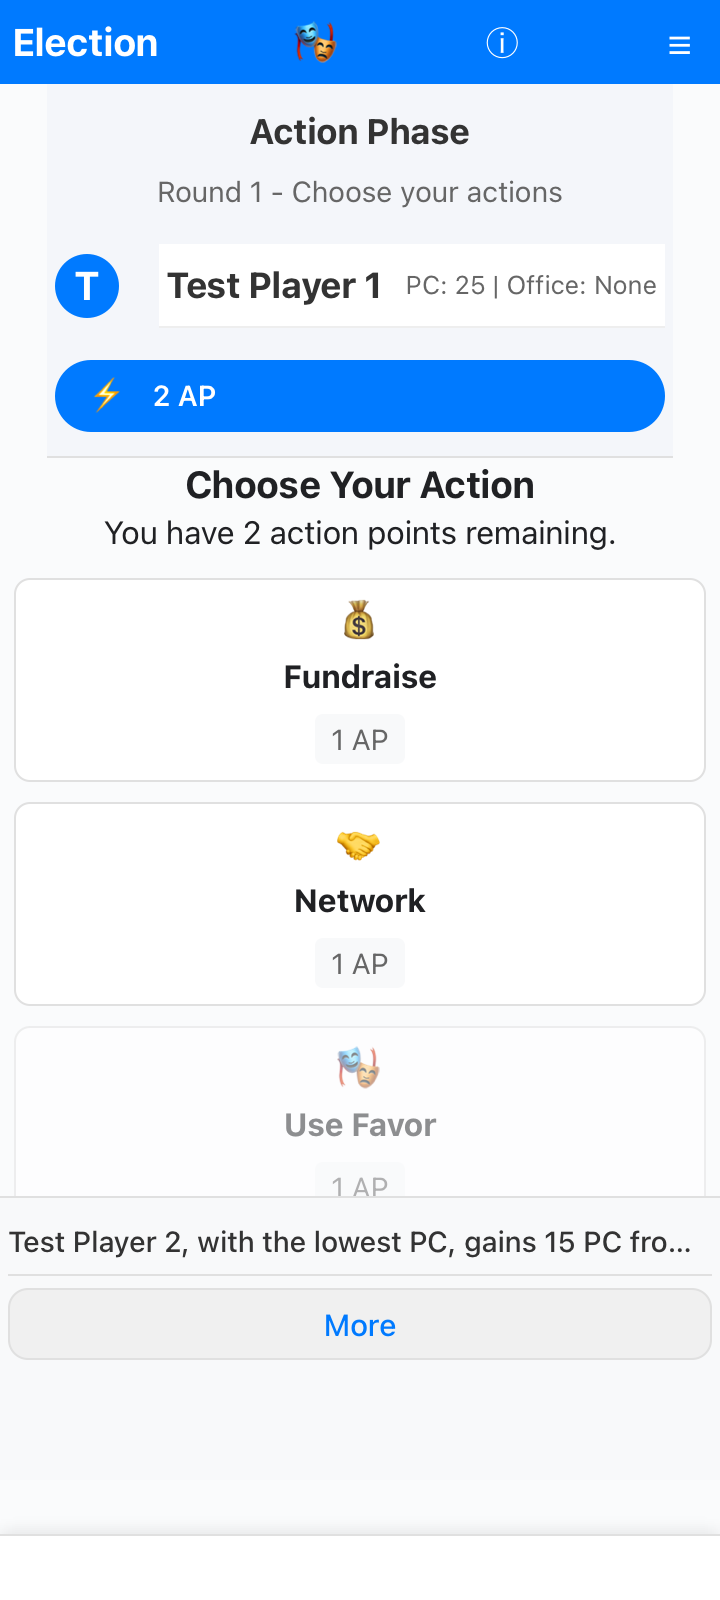 Election
Action Phase
Round 1 - Choose your actions
T
Test Player 1 PC: 25 | Office: None
2 AP
Choose Your Action
You have 2 action points remaining.
Fundraise
1 AP
Network
1 AP
Use Favor
1 AP
Test Player 2, with the lowest PC, gains 15 PC fro...
More